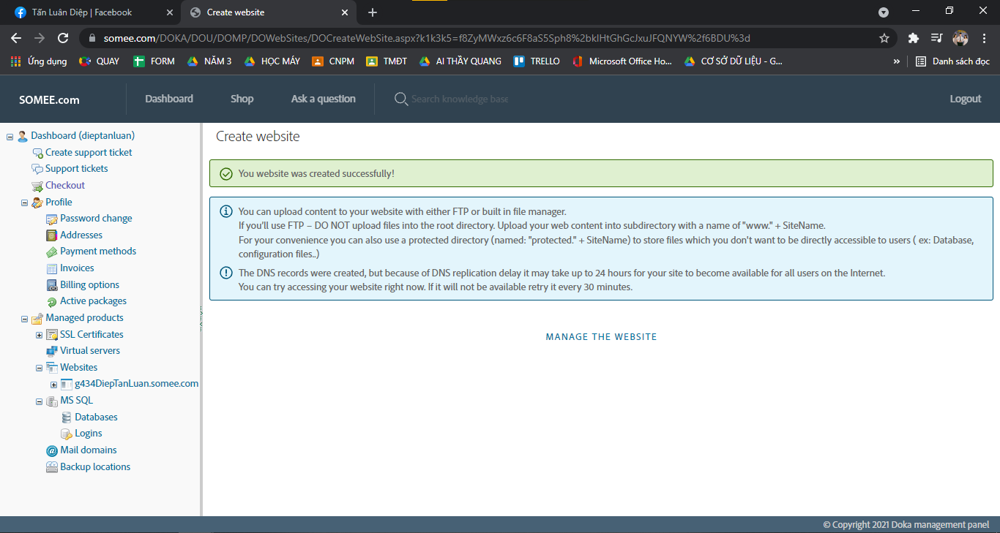 Tấn Luân Diệp | Facebook
Create website
somee.com/DOKA/DOU/DOMP/DOWebSites/DOCreateWebSite.aspx?k1k3k5=f8ZyMWxz6c6F8aS5Sph8%2bklHtGhGcJxuJFQNYW%2f6BDU%3d
Ứng dụng QUAY FORM NĂM 3 HỌC MÁY CNPM TMĐT AI THẦY QUANG TRELLO Microsoft Office Ho... CƠ SỞ DỮ LIỆU - G... » Danh sách đọc
SOMEE.com Dashboard Shop Ask a question Search knowledge base Logout
Dashboard (dieptanluan)
Create support ticket
Support tickets
Checkout
Profile
Password change
Addresses
Payment methods
Invoices
Billing options
Active packages
Managed products
SSL Certificates
Virtual servers
Websites
g434DiepTanLuan.somee.com
MS SQL
Databases
Logins
Mail domains
Backup locations
Create website
You website was created successfully!
You can upload content to your website with either FTP or built in file manager.
If you'll use FTP – DO NOT upload files into the root directory. Upload your web content into subdirectory with a name of "www." + SiteName.
For your convenience you can also use a protected directory (named: "protected." + SiteName) to store files which you don't want to be directly accessible to users ( ex: Database,
configuration files..)
The DNS records were created, but because of DNS replication delay it may take up to 24 hours for your site to become available for all users on the Internet.
You can try accessing your website right now. If it will not be available retry it every 30 minutes.
MANAGE THE WEBSITE
© Copyright 2021 Doka management panel